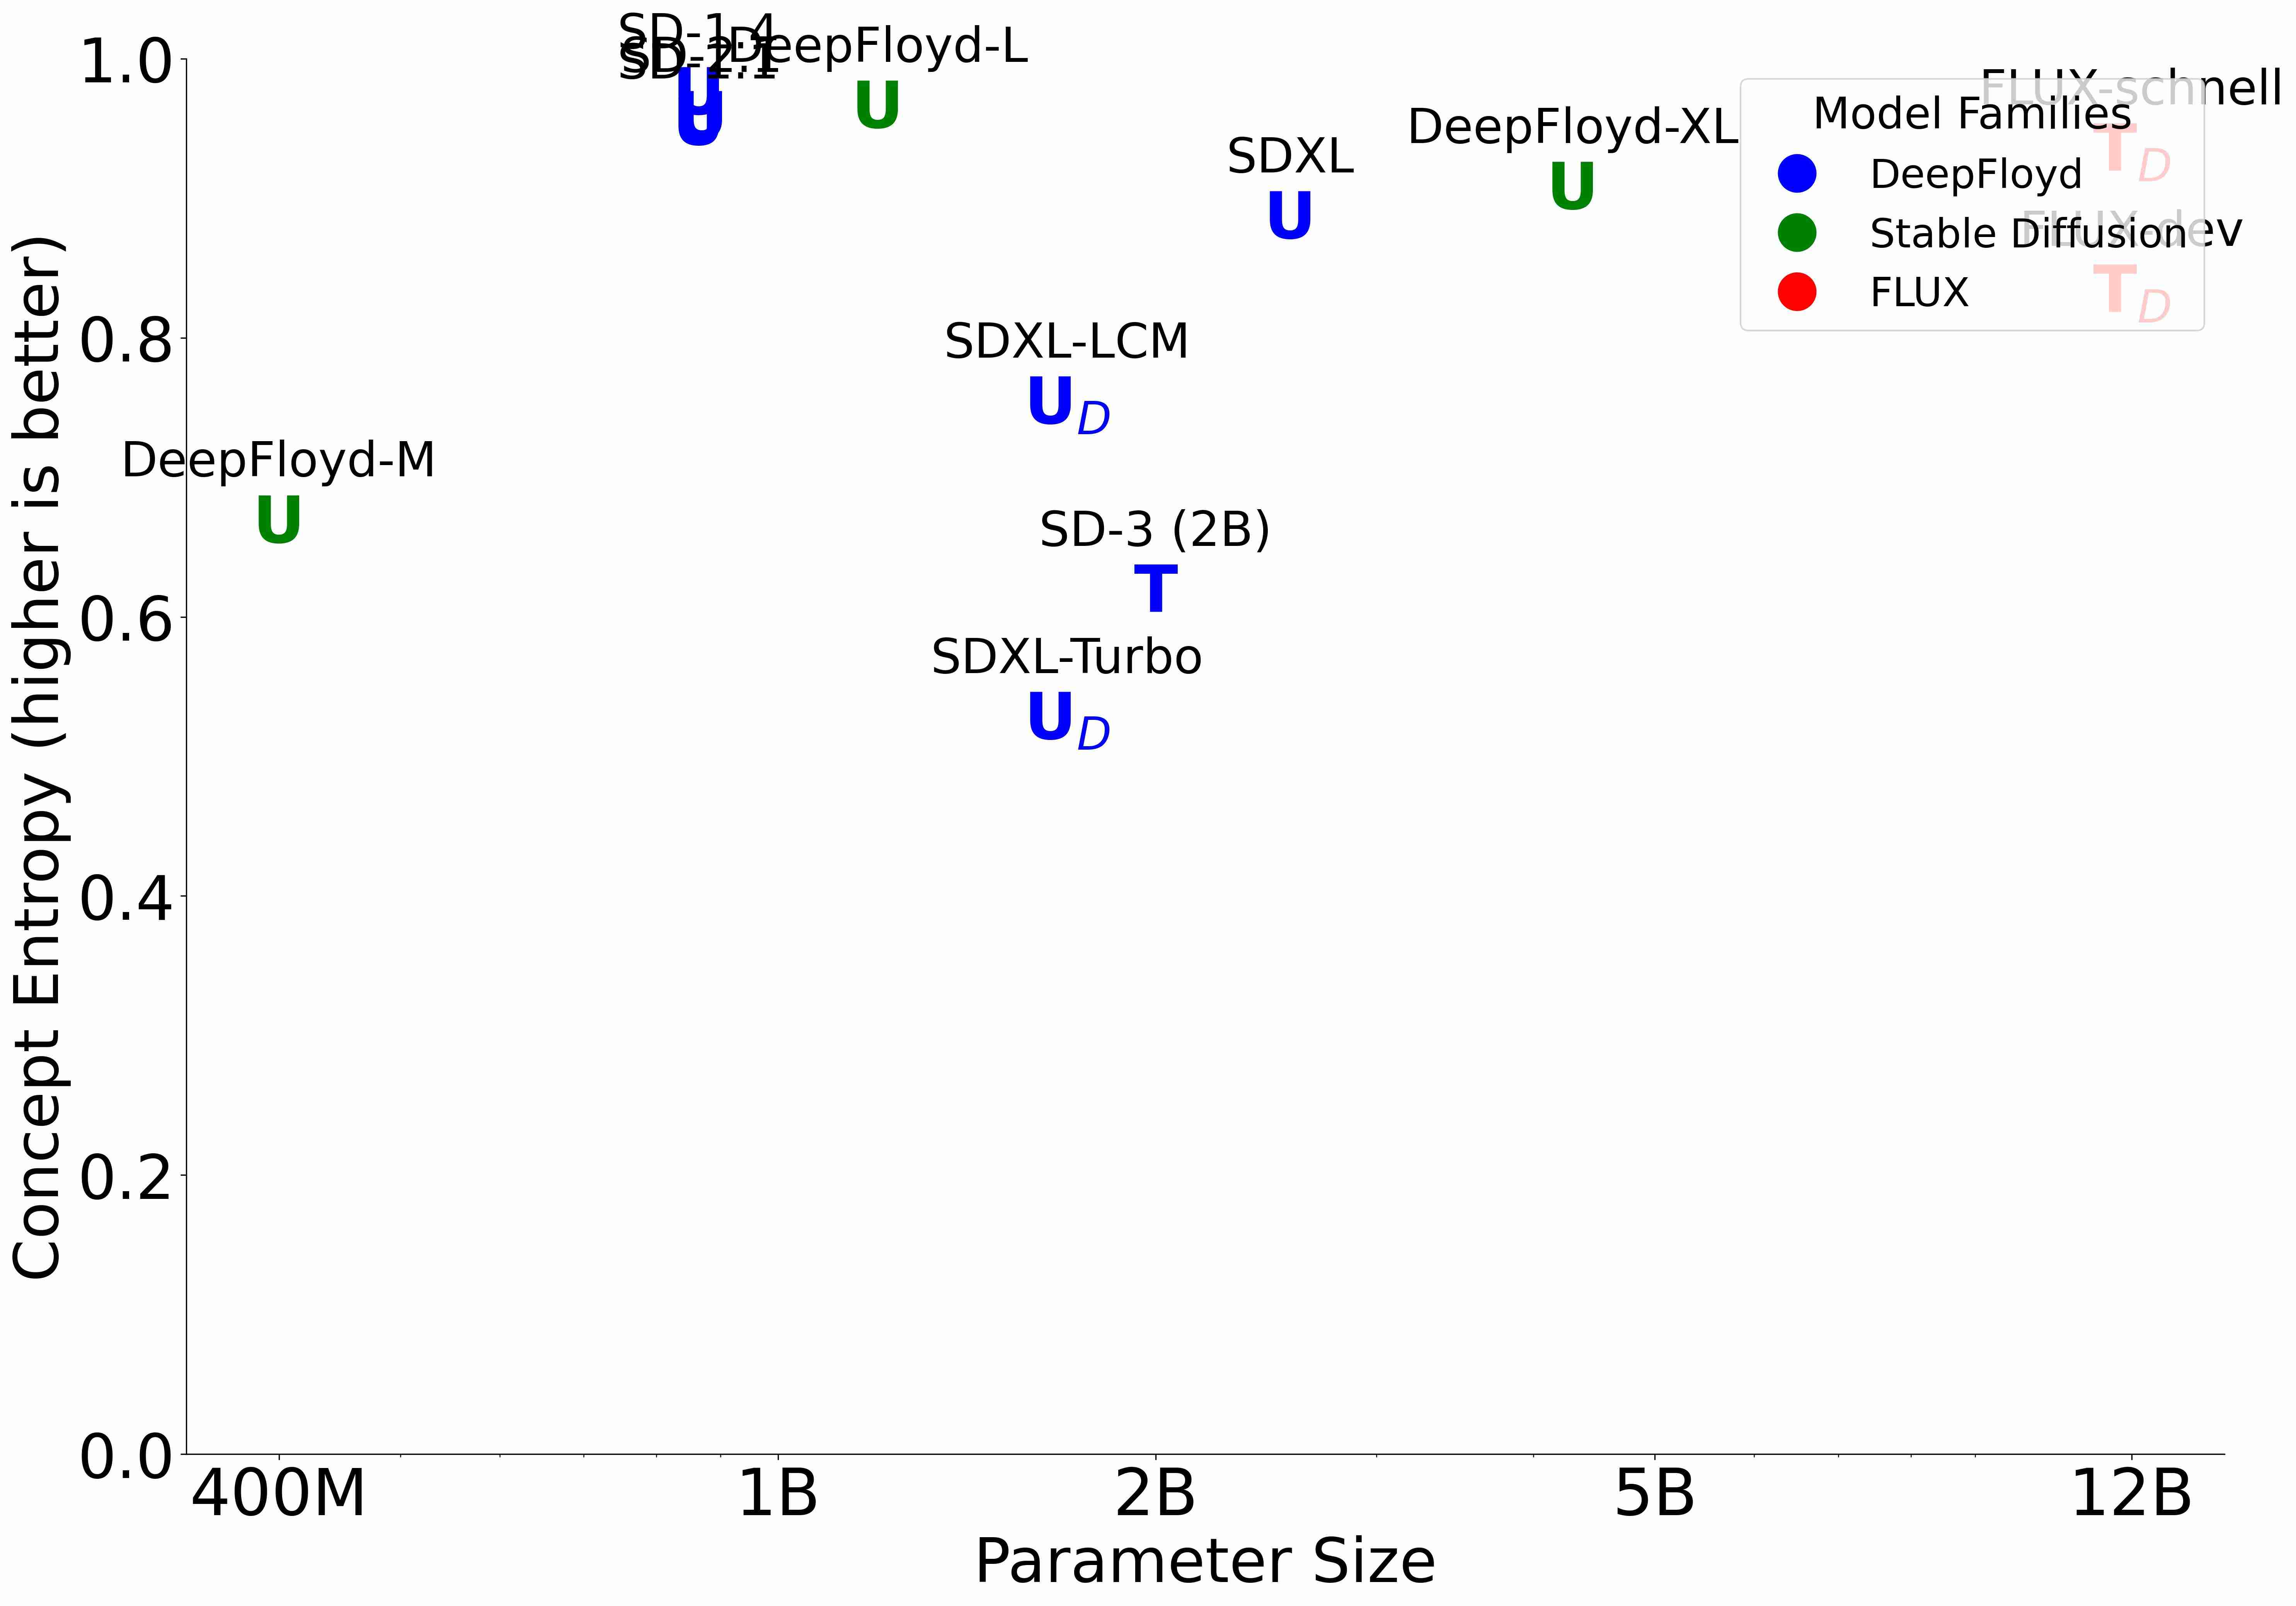 SD-1.4
SD-2.1
DeepFloyd-L
FLUX-schnell
1.0
U
U
U
Model Families
T D
DeepFloyd-XL
U
SDXL
U
DeepFloyd
Stable Diffusion
FLUX-dev
FLUX
T D
0.8
SDXL-LCM
U D
DeepFloyd-M
U
SD-3 (2B)
T
0.6
SDXL-Turbo
U D
0.4
0.2
0.0
Concept Entropy (higher is better)
400M
1B
2B
5B
12B
Parameter Size